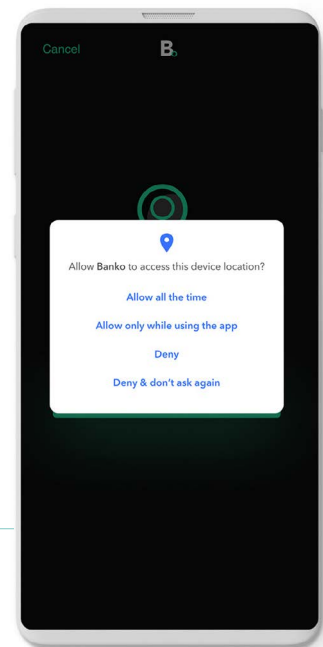 Cancel
B.
Allow Banko to access this device location?
Allow all the time
Allow only while using the app
Deny
Deny & don't ask again